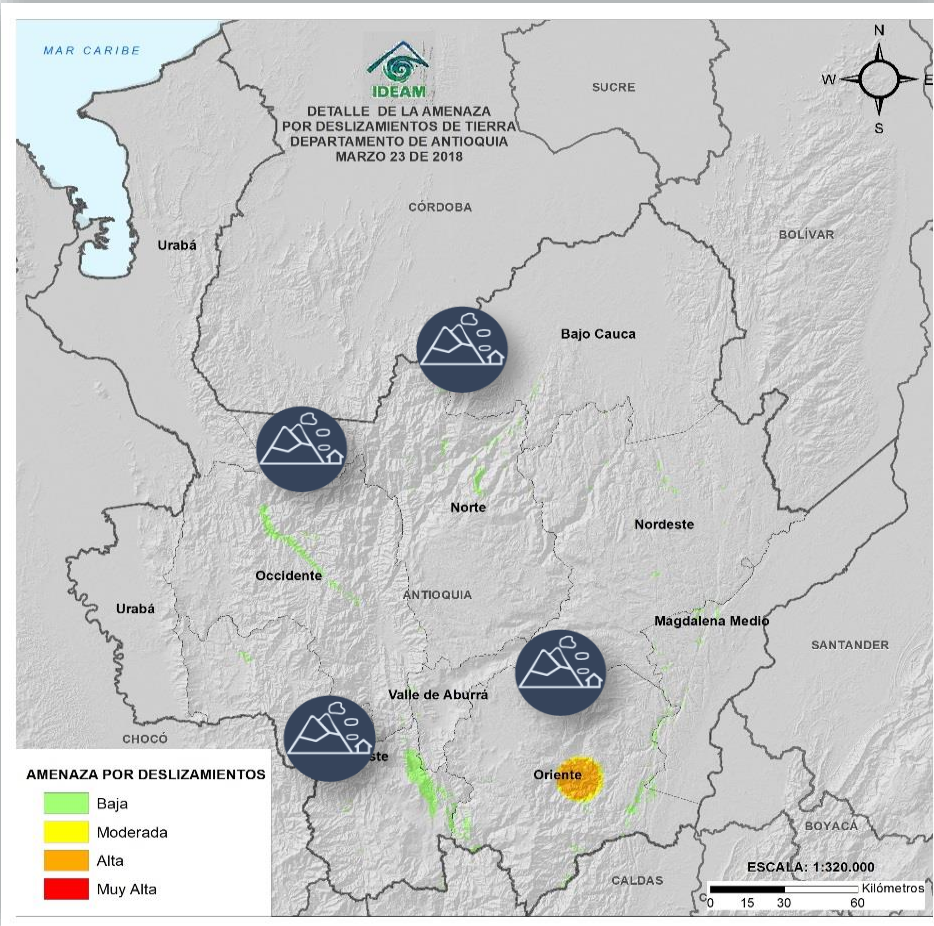 MAR CARIBE
N
W
E
S
IDEAM
DETALLE DE LA AMENAZA
POR DESLIZAMIENTOS DE TIERRA
DEPARTAMENTO DE ANTIOQUIA
MARZO 23 DE 2018
SUCRE
CÓRDOBA
BOLÍVAR
Urabá
Bajo Cauca
Norte
Nordeste
Occidente
ANTIOQUIA
Urabá
Magdalena Medio
SANTANDER
Valle de Aburrá
CHOCÓ
ste
Oriente
AMENAZA POR DESLIZAMIENTOS
Baja
Moderada
Alta
Muy Alta
BOYACÁ
CALDAS
ESCALA: 1:320.000
Kilómetros
0 15 30 60